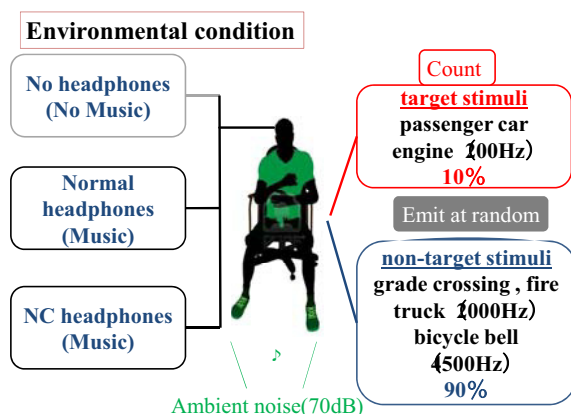 Environmental condition
No headphones
(No Music)
Normal
headphones
(Music)
NC headphones
(Music)
Count
target stimuli
passenger car
engine (200Hz)
10%
Emit at random
non-target stimuli
grade crossing , fire
truck (2000Hz)
bicycle bell
(4500Hz)
90%
♪
Ambient noise(70dB)